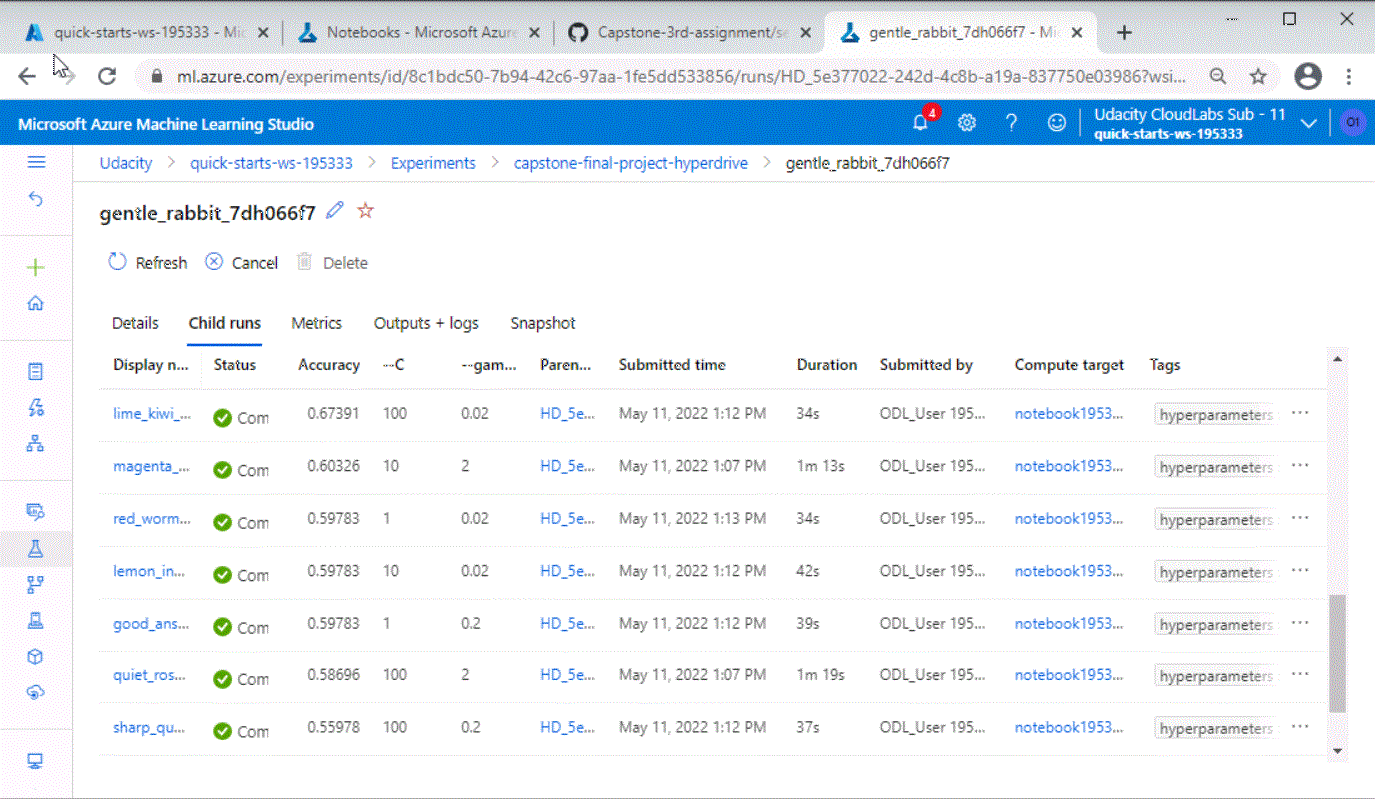 quick-starts-ws-195333 - Mic
Notebooks - Microsoft Azure
Capstone-3rd-assignment/se
gentle_rabbit_7dh066f7 - Mi
ml.azure.com/experiments/id/8c1bdc50-7b94-42c6-97aa-1fe5dd533856/runs/HD_5e377022-242d-4c8b-a19a-837750e03986?wsi...
Microsoft Azure Machine Learning Studio
4
Udacity CloudLabs Sub - 11
quick-starts-ws-195333
O1
Udacity > quick-starts-ws-195333 > Experiments > capstone-final-project-hyperdrive > gentle_rabbit_7dh066f7
gentle_rabbit_7dh066f7
Refresh Cancel Delete
Details Child runs Metrics Outputs + logs Snapshot
Display n... Status Accuracy --C --gam... Paren... Submitted time Duration Submitted by Compute target Tags
lime_kiwi_... Com 0.67391 100 0.02 HD_5e... May 11, 2022 1:12 PM 34s ODL_User 195... notebook1953... hyperparameters ...
magenta_... Com 0.60326 10 2 HD_5e... May 11, 2022 1:07 PM 1m 13s ODL_User 195... notebook1953... hyperparameters ...
red_worm... Com 0.59783 1 0.02 HD_5e... May 11, 2022 1:13 PM 34s ODL_User 195... notebook1953... hyperparameters ...
lemon_in... Com 0.59783 10 0.02 HD_5e... May 11, 2022 1:12 PM 42s ODL_User 195... notebook1953... hyperparameters ...
good_ans... Com 0.59783 1 0.2 HD_5e... May 11, 2022 1:12 PM 39s ODL_User 195... notebook1953... hyperparameters ...
quiet_ros... Com 0.58696 100 2 HD_5e... May 11, 2022 1:07 PM 1m 19s ODL_User 195... notebook1953... hyperparameters ...
sharp_qu... Com 0.55978 100 0.2 HD_5e... May 11, 2022 1:12 PM 37s ODL_User 195... notebook1953... hyperparameters ...